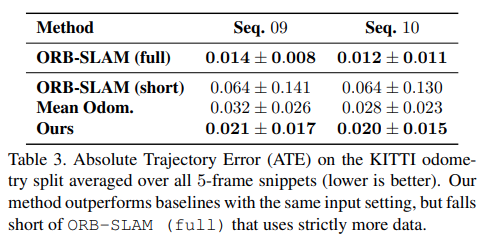 Method Seq. 09 Seq. 10
ORB-SLAM (full) 0.014 ± 0.008 0.012 ± 0.011
ORB-SLAM (short) 0.064 ± 0.141 0.064 ± 0.130
Mean Odom. 0.032 ± 0.026 0.028 ± 0.023
Ours 0.021 ± 0.017 0.020 ± 0.015
Table 3. Absolute Trajectory Error (ATE) on the KITTI odome-
try split averaged over all 5-frame snippets (lower is better). Our
method outperforms baselines with the same input setting, but falls
short of ORB-SLAM (full) that uses strictly more data.